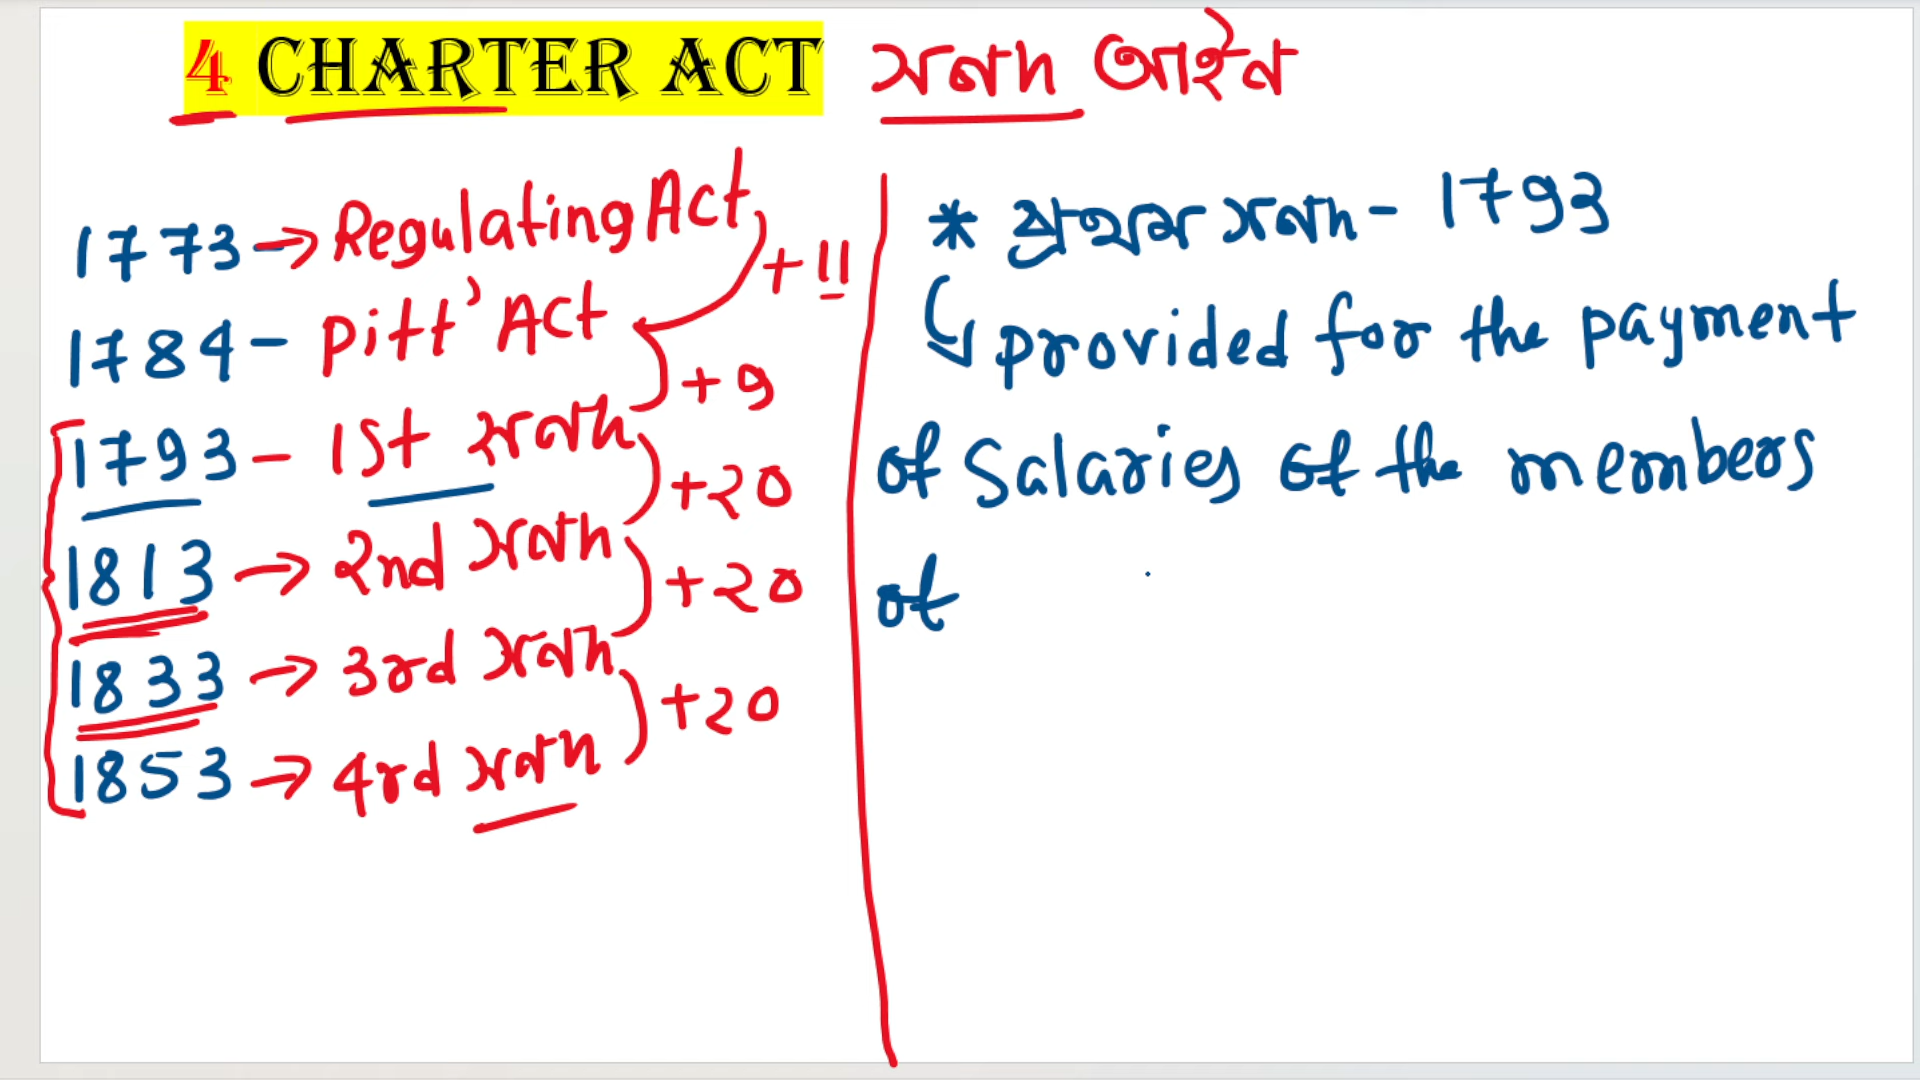 4 CHARTER ACT সনদ আইন
1773 → Regulating Act
+ 11
1784 - Pitt' Act
+ 9
1793 - 1st সনদ
+20
1813 → 2nd সনদ
+20
1833 → 3rd সনদ
+20
1853 → 4rd সনদ
* প্রথম সনদ - 1793
↳ provided for the payment
of Salaries of the members
of